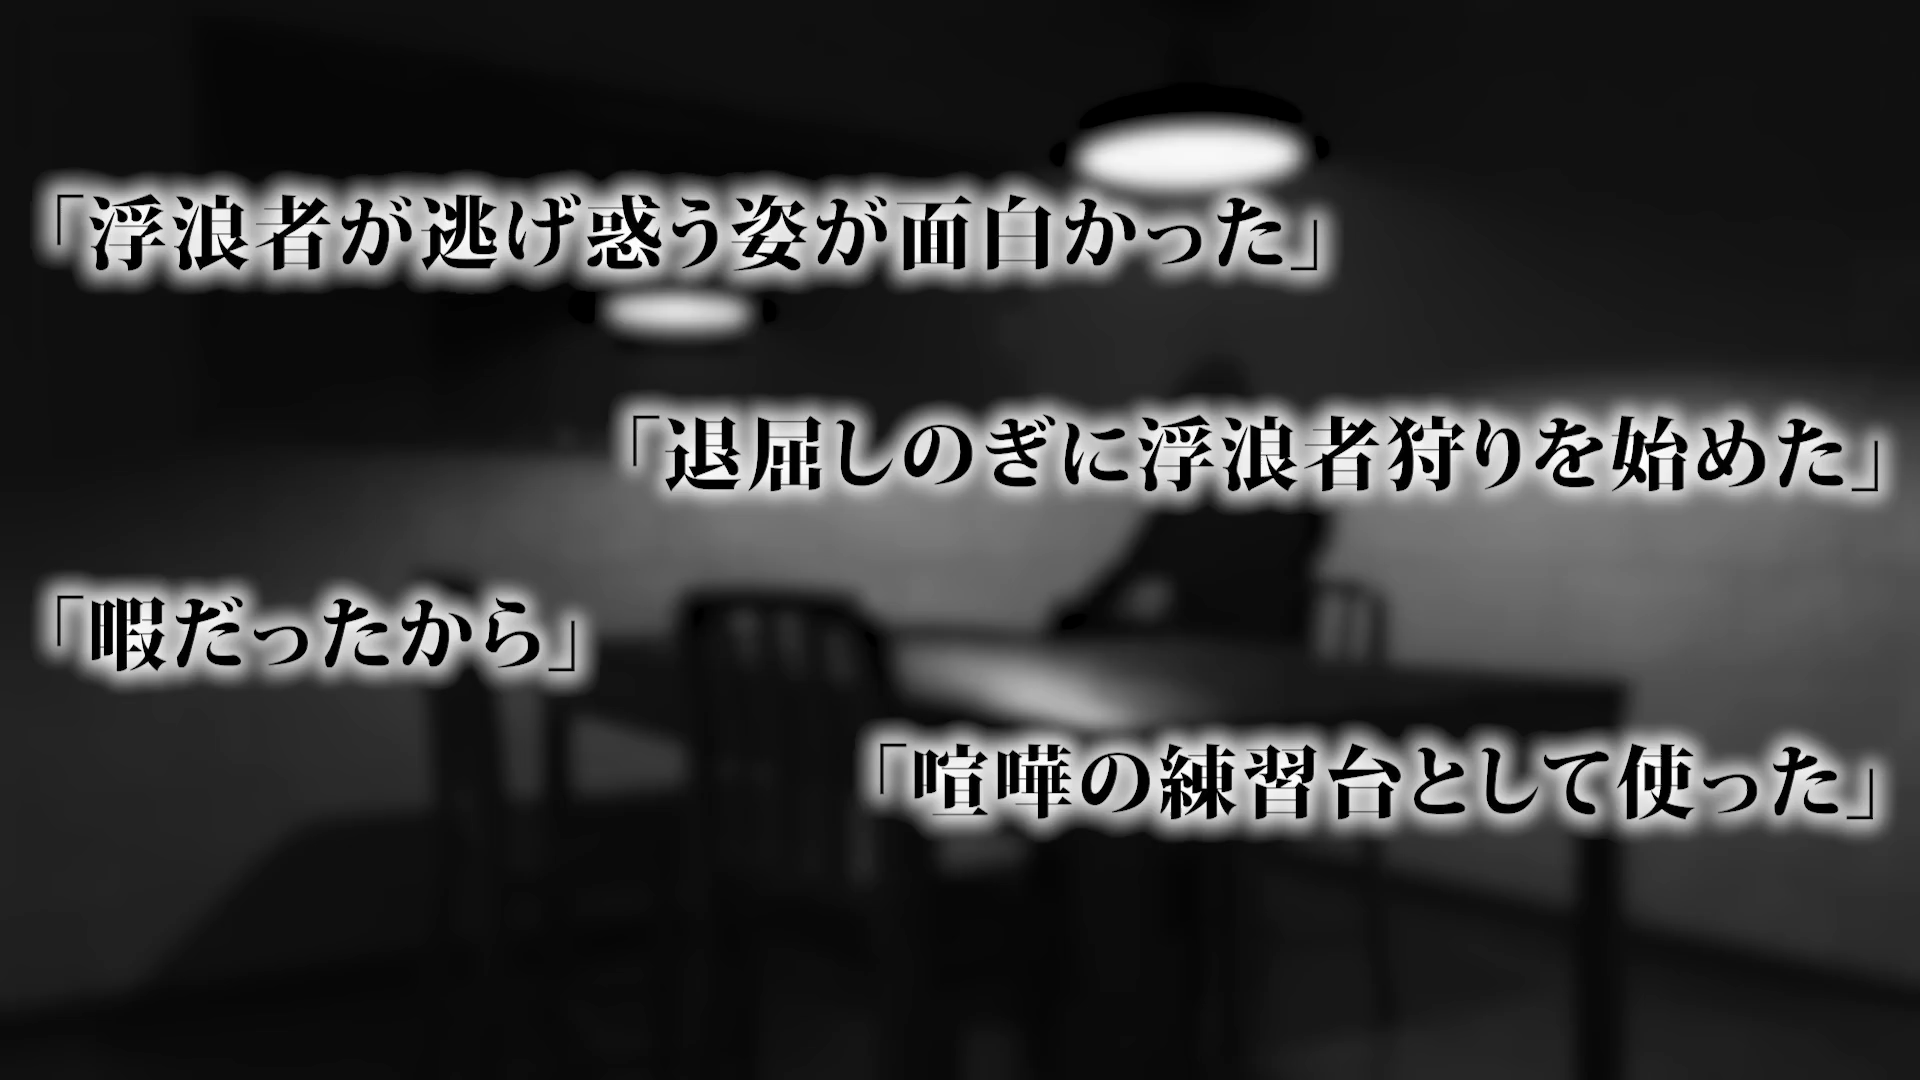 「浮浪者が逃げ惑う姿が面白かった」
「退屈しのぎに浮浪者狩りを始めた」
「暇だったから」
「喧嘩の練習台として使った」